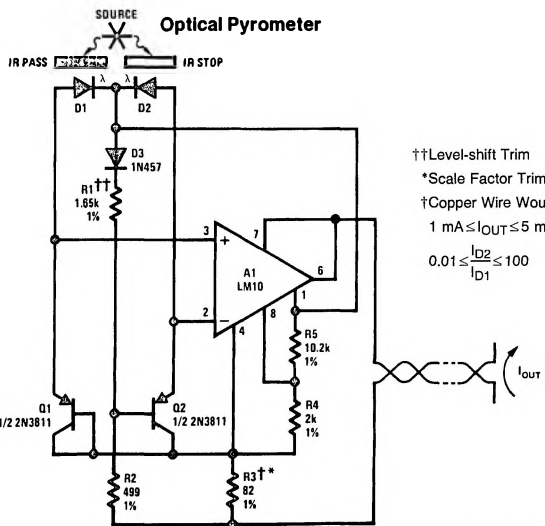 SOURCE
Optical Pyrometer
IR PASS
IR STOP
λ
λ
D1
D2
D3
1N457
R1††
1.65k
1%
††Level-shift Trim
*Scale Factor Trim
†Copper Wire Wou
1 mA≤IOUT≤5 m
0.01≤ID2/ID1≤100
3
+
7
A1
LM10
6
2
−
4
8
1
R5
10.2k
1%
IOUT
Q1
1/2 2N3811
Q2
1/2 2N3811
R4
2k
1%
R2
499
1%
R3†*
82
1%